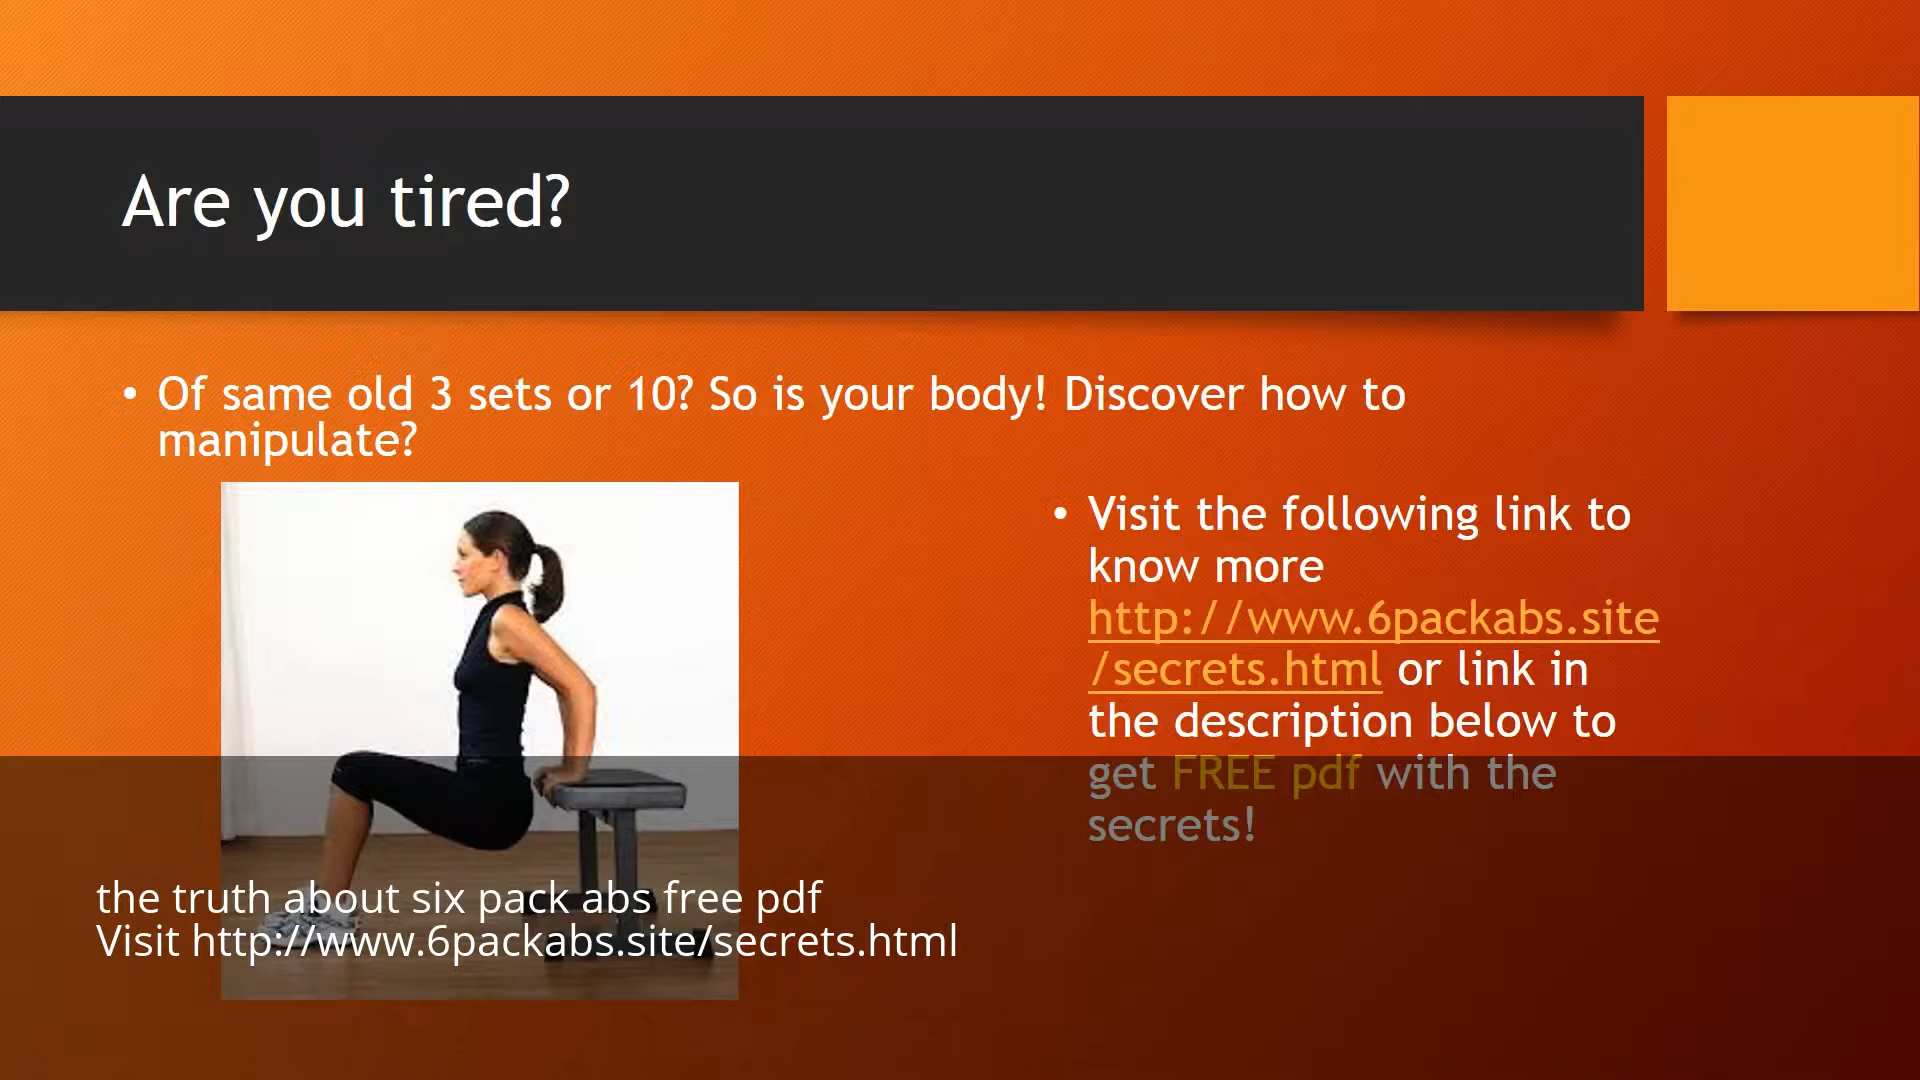 Are you tired?
• Of same old 3 sets or 10? So is your body! Discover how to
manipulate?
• Visit the following link to
know more
http://www.6packabs.site
/secrets.html or link in
the description below to
get FREE pdf with the
secrets!
the truth about six pack abs free pdf
Visit http://www.6packabs.site/secrets.html